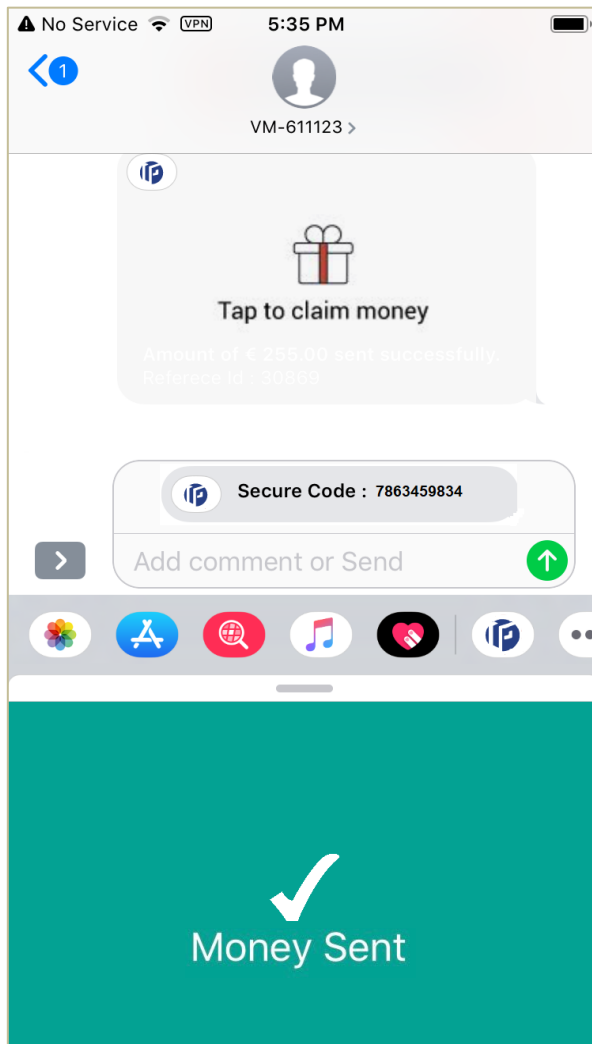 No Service VPN 5:35 PM
1
VM-611123 >
Tap to claim money
Amount of € 255.00 sent successfully.
Referece Id : 30869
Secure Code : 7863459834
Add comment or Send
Money Sent